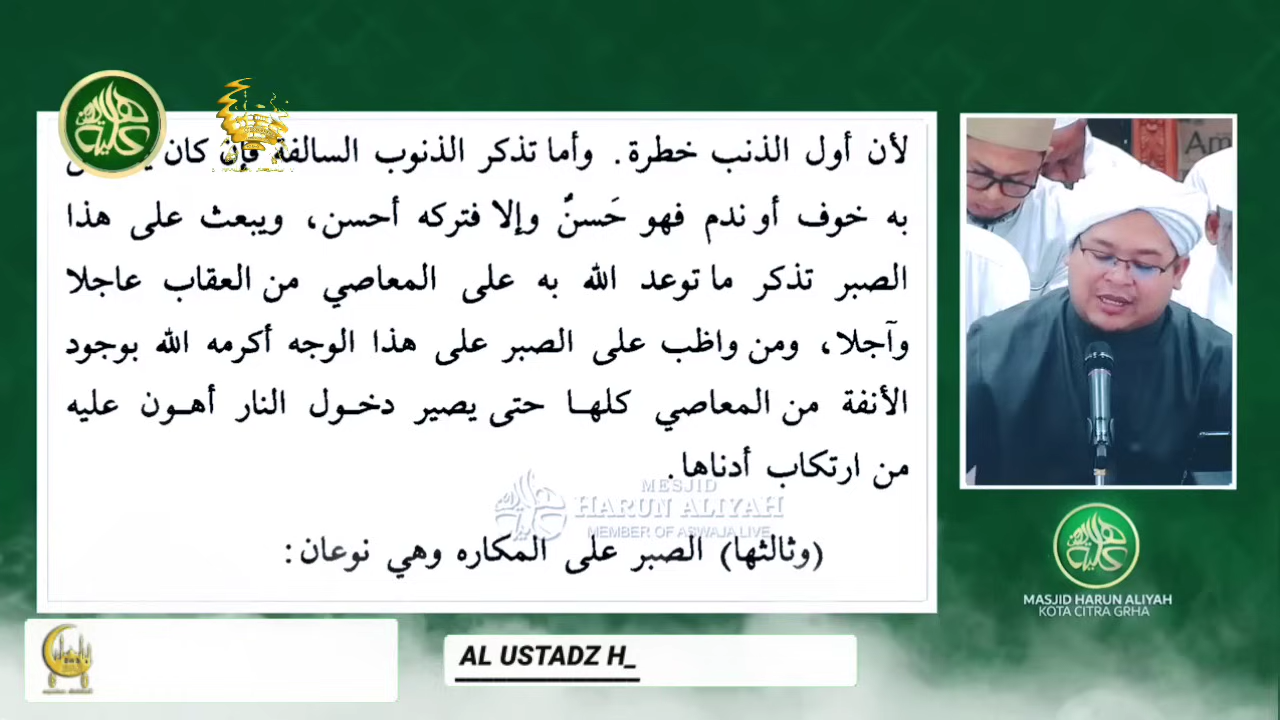 لأن أول الذنب خطرة. وأما تذكر الذنوب السالفة فإن كان
به خوف أو ندم فهو حَسنٌ وإلا فتركه أحسن، ويبعث على هذا
الصبر تذكر ما توعد الله به على المعاصي من العقاب عاجلا
وآجلا، ومن واظب على الصبر على هذا الوجه أكرمه الله بوجود
الأنفة من المعاصي كلهـا حتى يصير دخـول النار أهـون عليه
من ارتكاب أدناها.
MESJID
HARUN ALIYAH
MEMBER OF ASWAJA LIVE
(وثالثها) الصبر على المكاره وهي نوعان:
Am
MASJID HARUN ALIYAH
KOTA CITRA GRHA
AL USTADZ H_